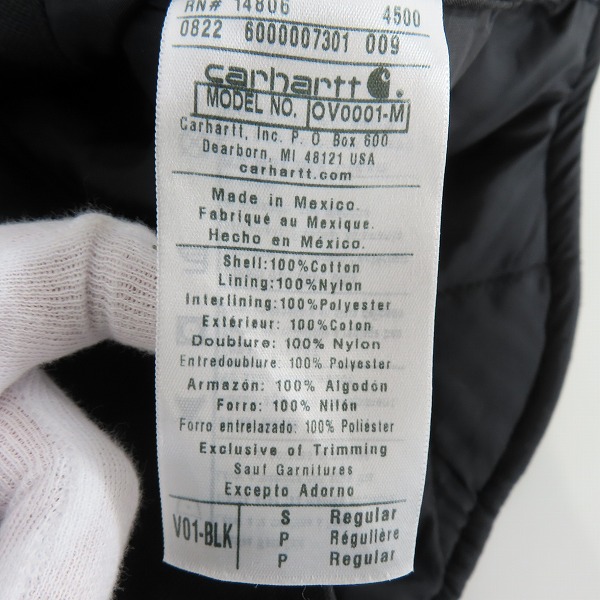 RN# 14806 4500
0822 6000007301 009
carhartt
MODEL NO. OV0001-M
Carhartt, Inc. P. O Box 600
Dearborn, MI 48121 USA
carhartt.com
Made in Mexico.
Fabriqué au Mexique.
Hecho en México.
Shell:100%Cotton
Lining:100%Nylon
Interlining:100%Polyester
Extérieur: 100%Coton
Doublure: 100% Nylon
Entredoublure: 100% Polyester
Armazón: 100% Algodón
Forro: 100% Nilón
Forro entrelazado: 100% Poliéster
Exclusive of Trimming
Sauf Garnitures
Excepto Adorno
V01-BLK
S Regular
P Régulière
P Regular